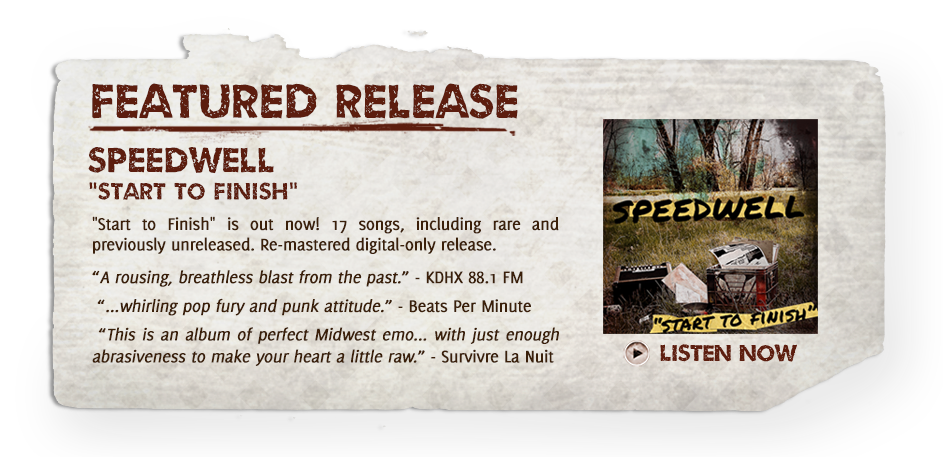 FEATURED RELEASE
SPEEDWELL
"START TO FINISH"
"Start to Finish" is out now! 17 songs, including rare and
previously unreleased. Re-mastered digital-only release.
“A rousing, breathless blast from the past.” - KDHX 88.1 FM
“...whirling pop fury and punk attitude.” - Beats Per Minute
“This is an album of perfect Midwest emo... with just enough
abrasiveness to make your heart a little raw.” - Survivre La Nuit
SPEEDWELL
"START TO FINISH"
LISTEN NOW